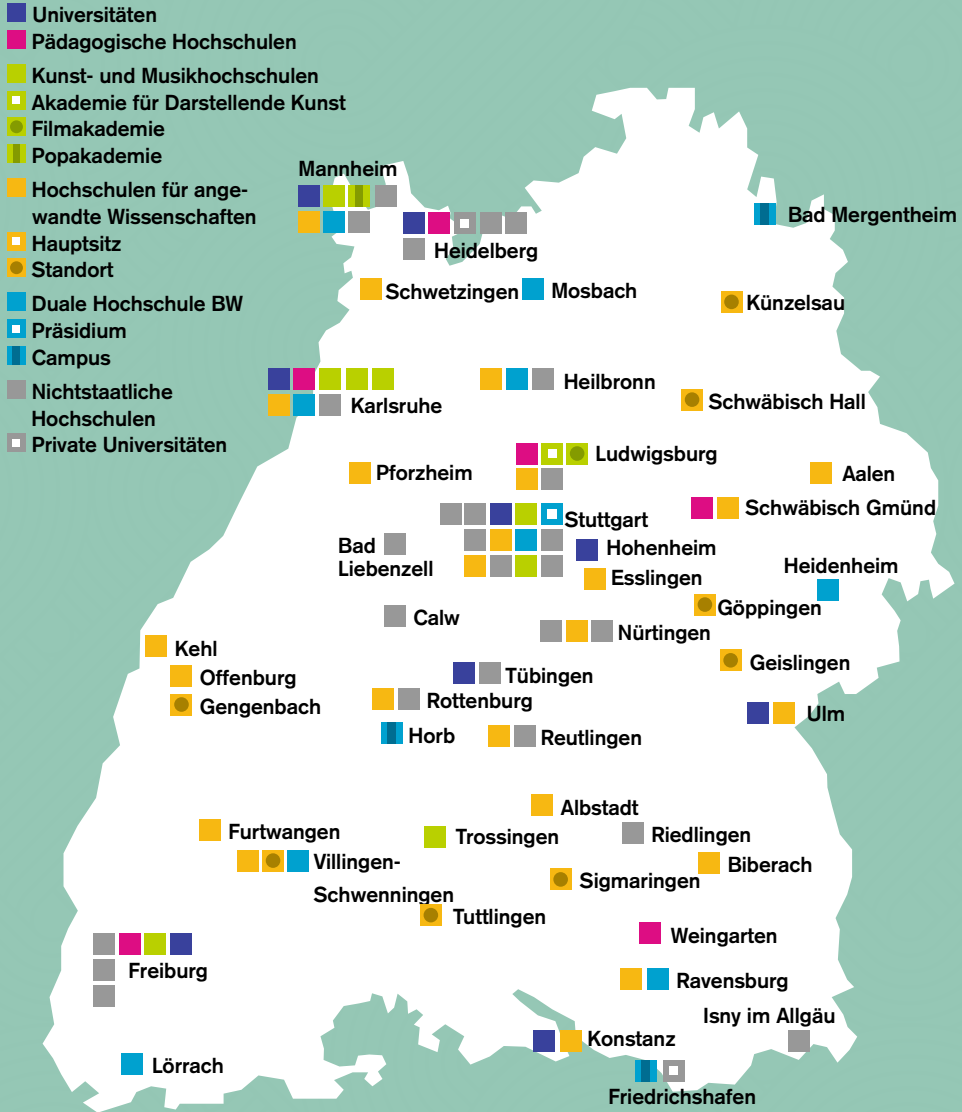 Universitäten
Pädagogische Hochschulen
Kunst- und Musikhochschulen
Akademie für Darstellende Kunst
Filmakademie
Popakademie
Hochschulen für ange-
wandte Wissenschaften
Hauptsitz
Standort
Duale Hochschule BW
Präsidium
Campus
Nichtstaatliche
Hochschulen
Private Universitäten
Mannheim
Bad Mergentheim
Heidelberg
Schwetzingen
Mosbach
Künzelsau
Heilbronn
Schwäbisch Hall
Karlsruhe
Ludwigsburg
Pforzheim
Aalen
Schwäbisch Gmünd
Stuttgart
Bad
Liebenzell
Hohenheim
Heidenheim
Esslingen
Göppingen
Calw
Nürtingen
Kehl
Geislingen
Offenburg
Tübingen
Gengenbach
Rottenburg
Ulm
Horb
Reutlingen
Albstadt
Furtwangen
Trossingen
Riedlingen
Villingen-
Schwenningen
Biberach
Sigmaringen
Tuttlingen
Weingarten
Freiburg
Ravensburg
Isny im Allgäu
Konstanz
Lörrach
Friedrichshafen